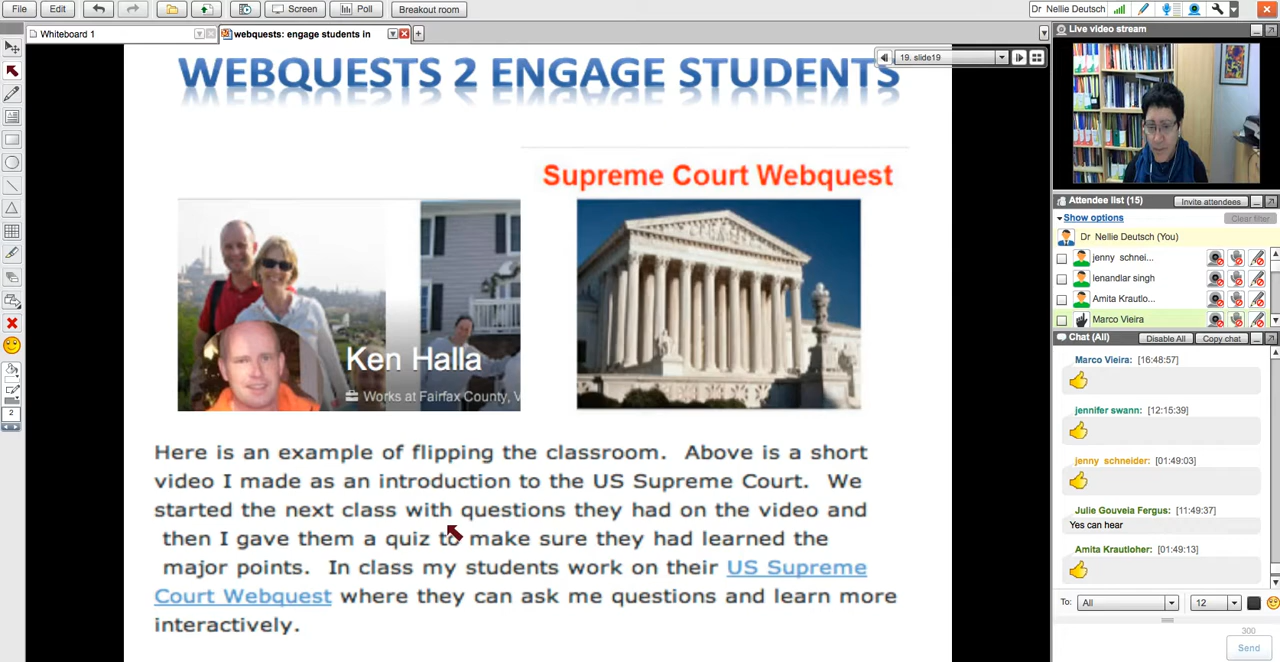 File Edit Screen Poll Breakout room Dr Nellie Deutsch
Whiteboard 1 webquests: engage students in
19. slide19
WEBQUESTS 2 ENGAGE STUDENTS
Supreme Court Webquest
Ken Halla
Works at Fairfax County, V
Here is an example of flipping the classroom. Above is a short
video I made as an introduction to the US Supreme Court. We
started the next class with questions they had on the video and
then I gave them a quiz to make sure they had learned the
major points. In class my students work on their US Supreme
Court Webquest where they can ask me questions and learn more
interactively.
2
Live video stream
Attendee list (15) Invite attendees
Show options Clear filter
Dr Nellie Deutsch (You)
jenny schnei...
lenandlar singh
Amita Krautlo...
Marco Vieira
Chat (All) Disable All Copy chat
Marco Vieira: [16:48:57]
jennifer swann: [12:15:39]
jenny schneider: [01:49:03]
Julie Gouveia Fergus: [11:49:37]
Yes can hear
Amita Krautloher: [01:49:13]
To: All 12
300
Send